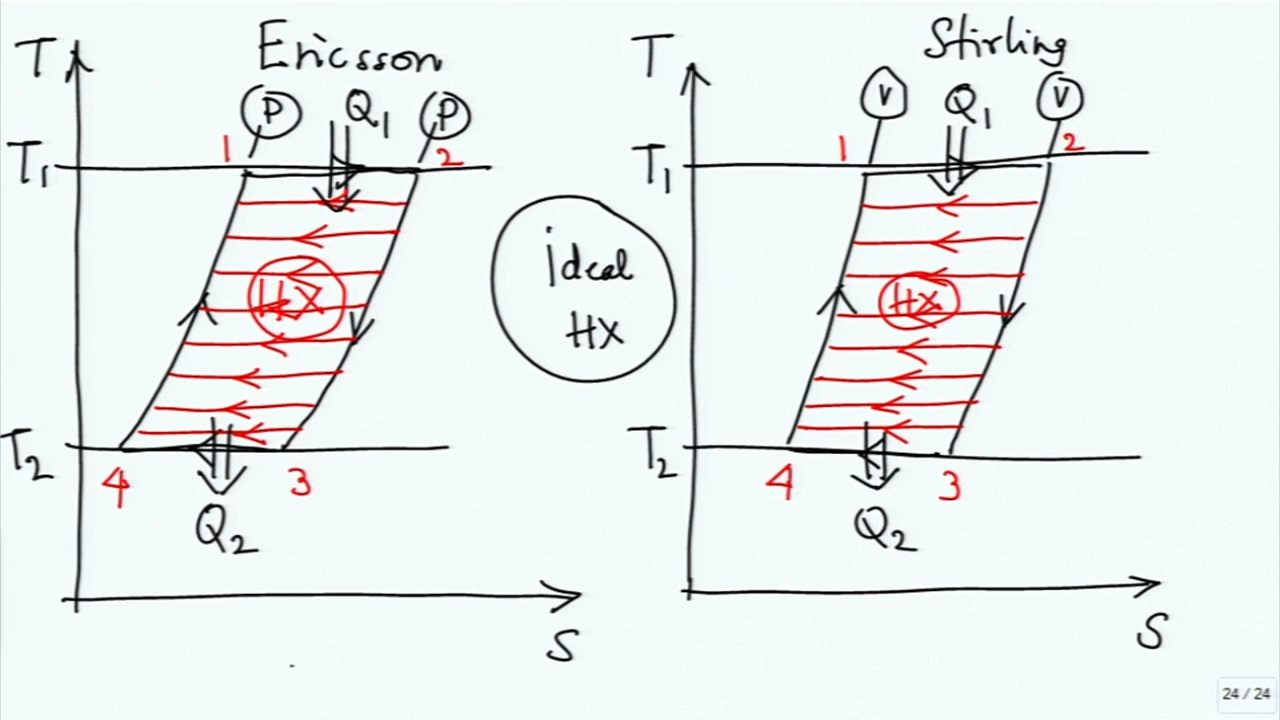 Ericsson
T
P Q1 P
1 2
T1
HX
T2
4 3
Q2
S
ideal
HX
Stirling
T
V Q1 V
1 2
T1
HX
T2
4 3
Q2
S
24 / 24